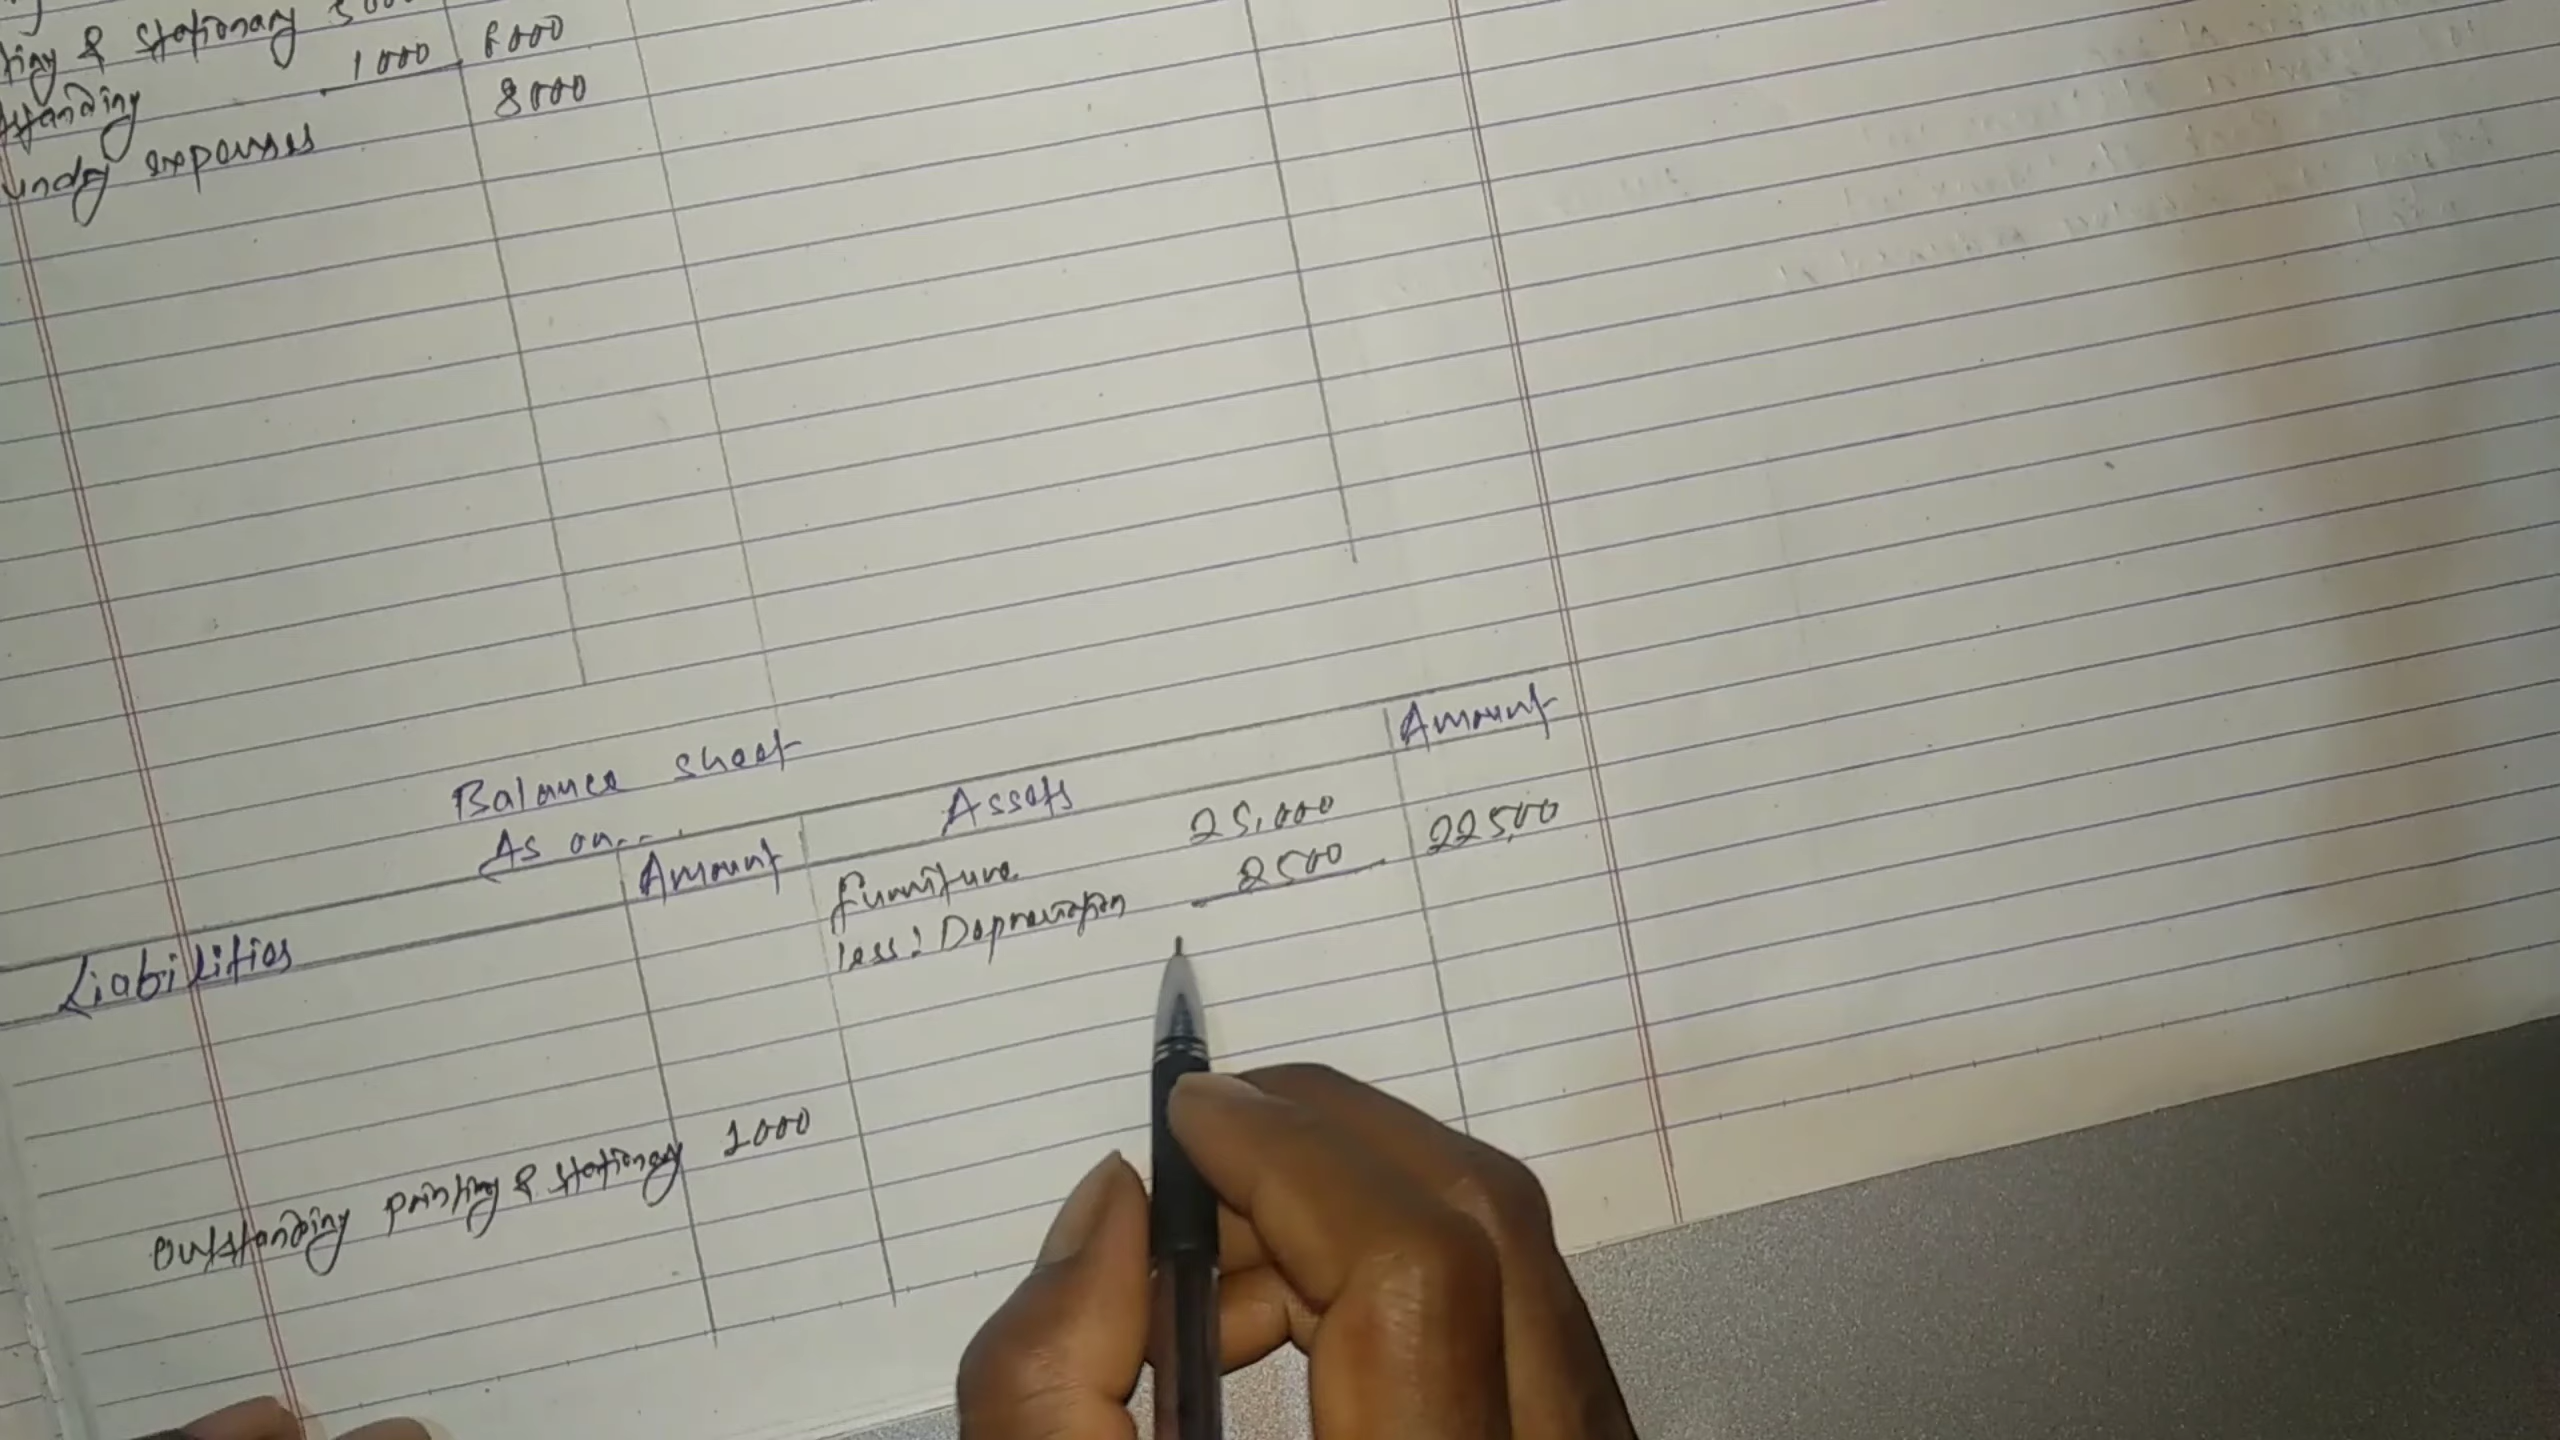 & stationary
1000 6000
expenses 8000
Balance sheet
As on...
Liabilities Amount Assets Amount
Furniture 25,000
less: Depreciation 2500 22500
outstanding printing & stationary 1000